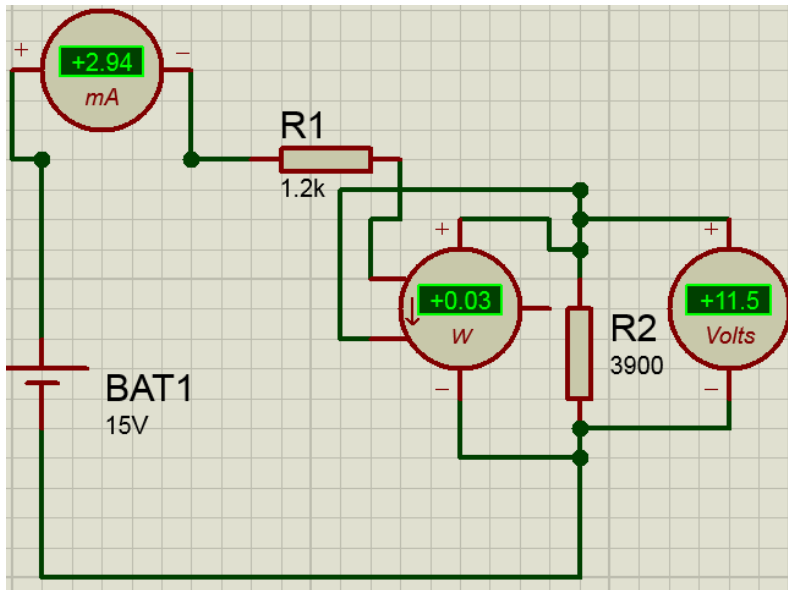 + -
+2.94
mA
R1
1.2k
+
+
+0.03
W
-
R2
3900
+11.5
Volts
-
BAT1
15V